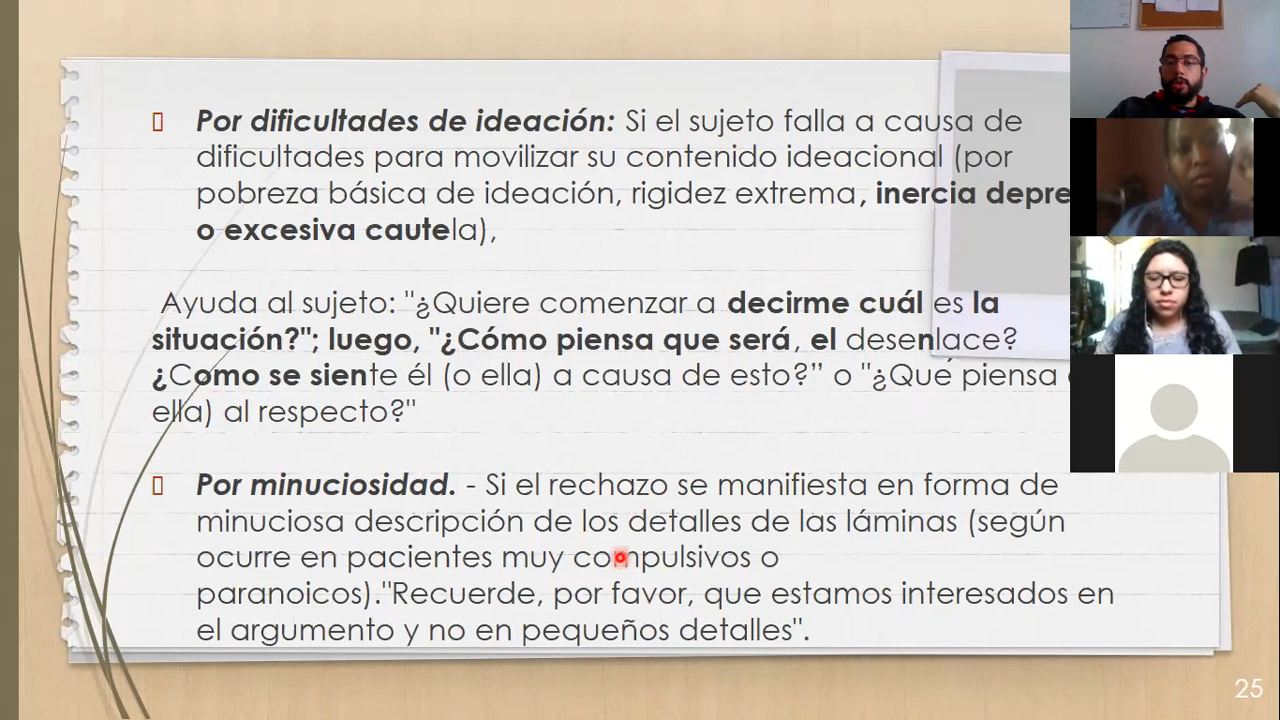 Por dificultades de ideación: Si el sujeto falla a causa de
dificultades para movilizar su contenido ideacional (por
pobreza básica de ideación, rigidez extrema, inercia depre
o excesiva cautela),
Ayuda al sujeto: "¿Quiere comenzar a decirme cuál es la
situación?"; luego, "¿Cómo piensa que será, el desenlace?
¿Como se siente él (o ella) a causa de esto?” o "¿Qué piensa
ella) al respecto?"
Por minuciosidad. - Si el rechazo se manifiesta en forma de
minuciosa descripción de los detalles de las láminas (según
ocurre en pacientes muy compulsivos o
paranoicos)."Recuerde, por favor, que estamos interesados en
el argumento y no en pequeños detalles".
25